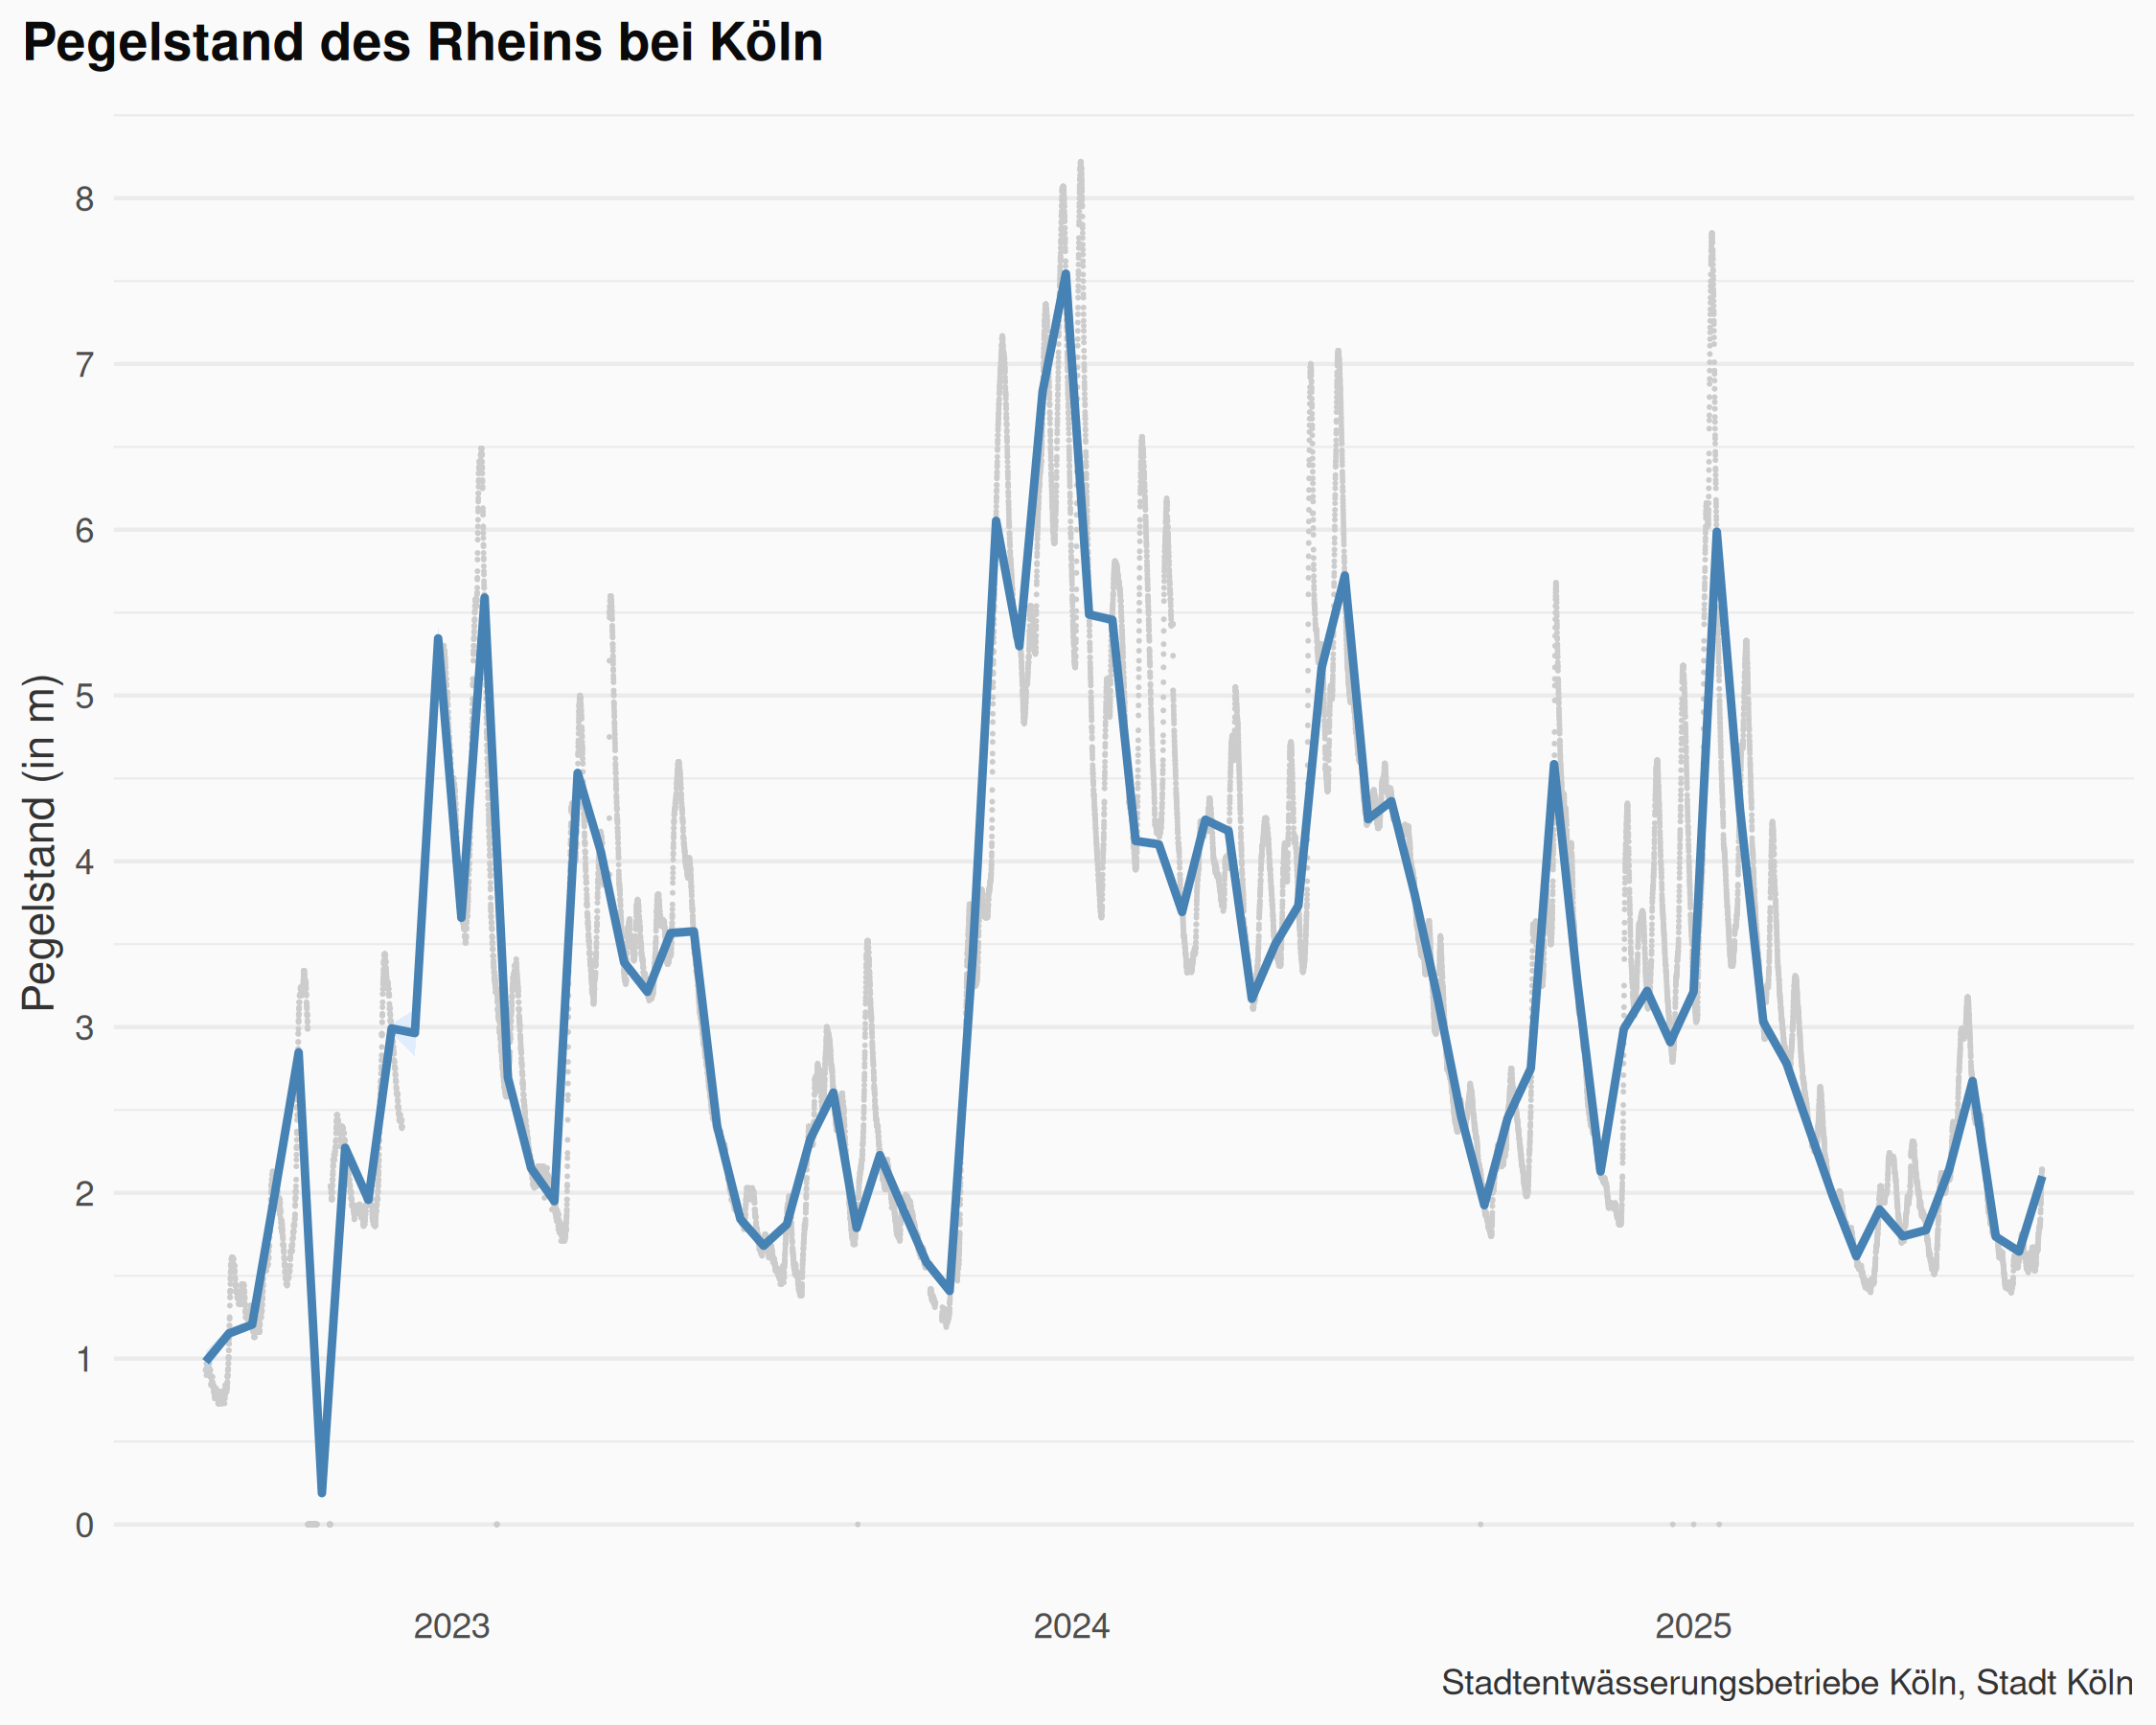 Pegelstand des Rheins bei Köln
Pegelstand (in m)
8
7
6
5
4
3
2
1
0
2023 2024 2025
Stadtentwässerungsbetriebe Köln, Stadt Köln